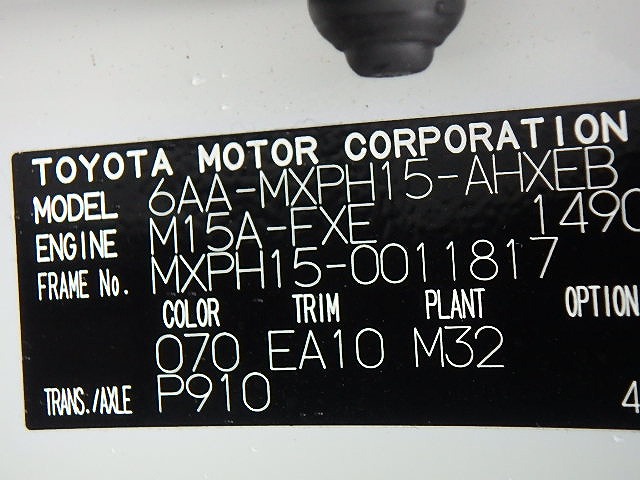 TOYOTA MOTOR CORPORATION
MODEL 6AA-MXPH15-AHXEB
ENGINE M15A-FXE 1490
FRAME No. MXPH15-0011817
COLOR TRIM PLANT OPTION
070 EA10 M32
TRANS./AXLE P910 4